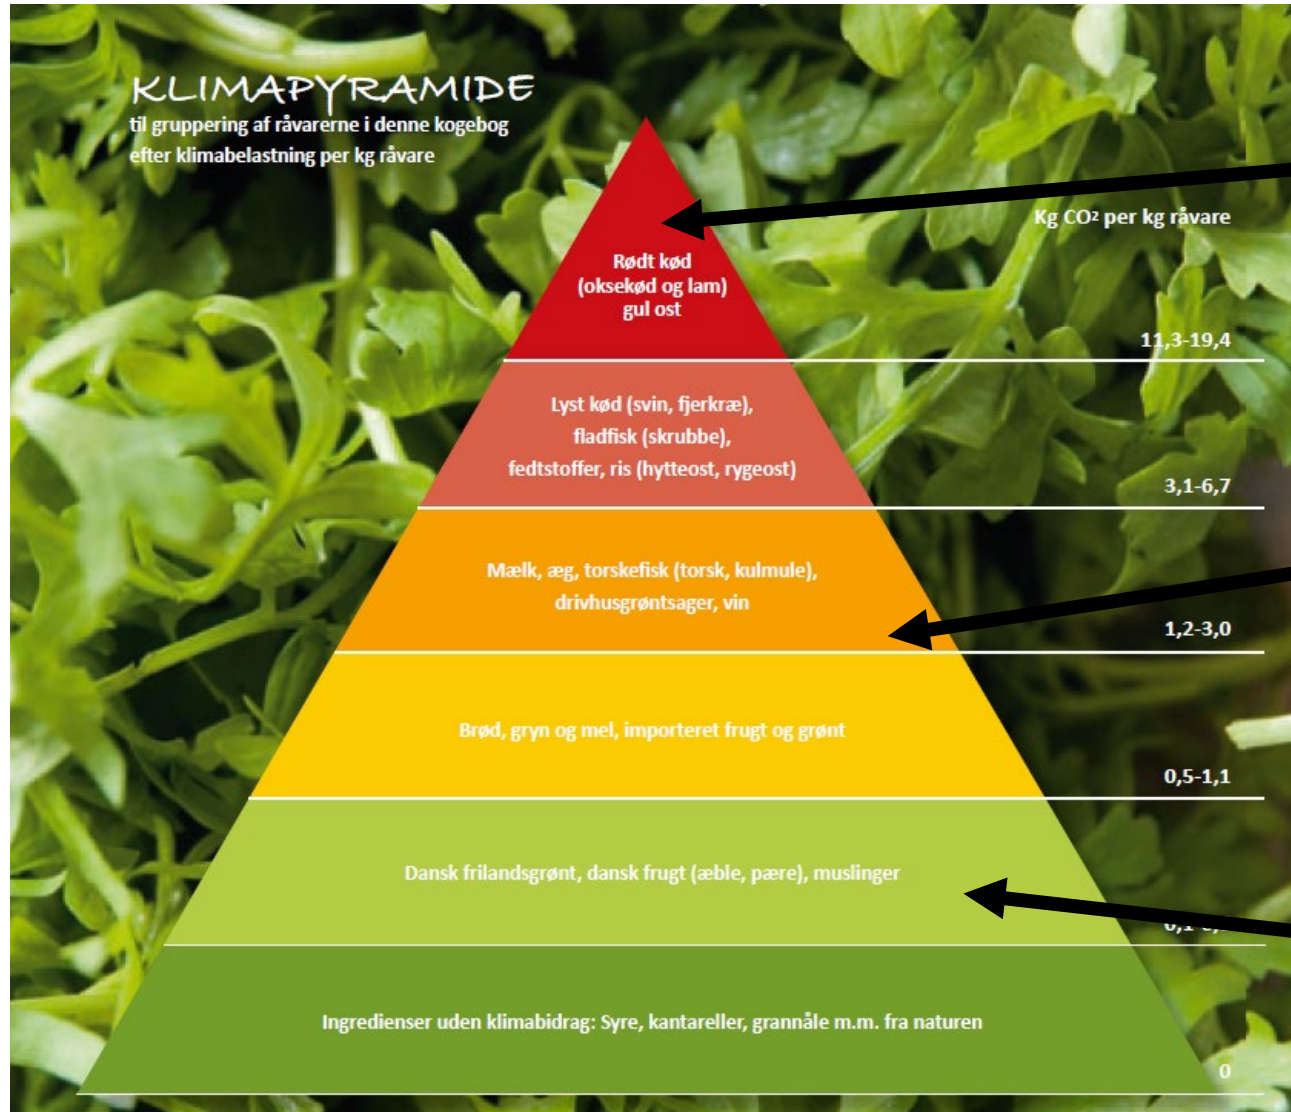 KLIMAPYRAMIDE
til gruppering af råvarerne i denne kogebog
efter klimabelastning per kg råvare
Kg CO² per kg råvare
Rødt kød
(oksekød og lam)
gul ost
11,3-19,4
Lyst kød (svin, fjerkræ),
fladfisk (skrubbe),
fedtstoffer, ris (hytteost, rygeost)
3,1-6,7
Mælk, æg, torskefisk (torsk, kulmule),
drivhusgrøntsager, vin
1,2-3,0
Brød, gryn og mel, importeret frugt og grønt
0,5-1,1
Dansk frilandsgrønt, dansk frugt (æble, pære), muslinger
Ingredienser uden klimabidrag: Syre, kantareller, grannåle m.m. fra naturen
0